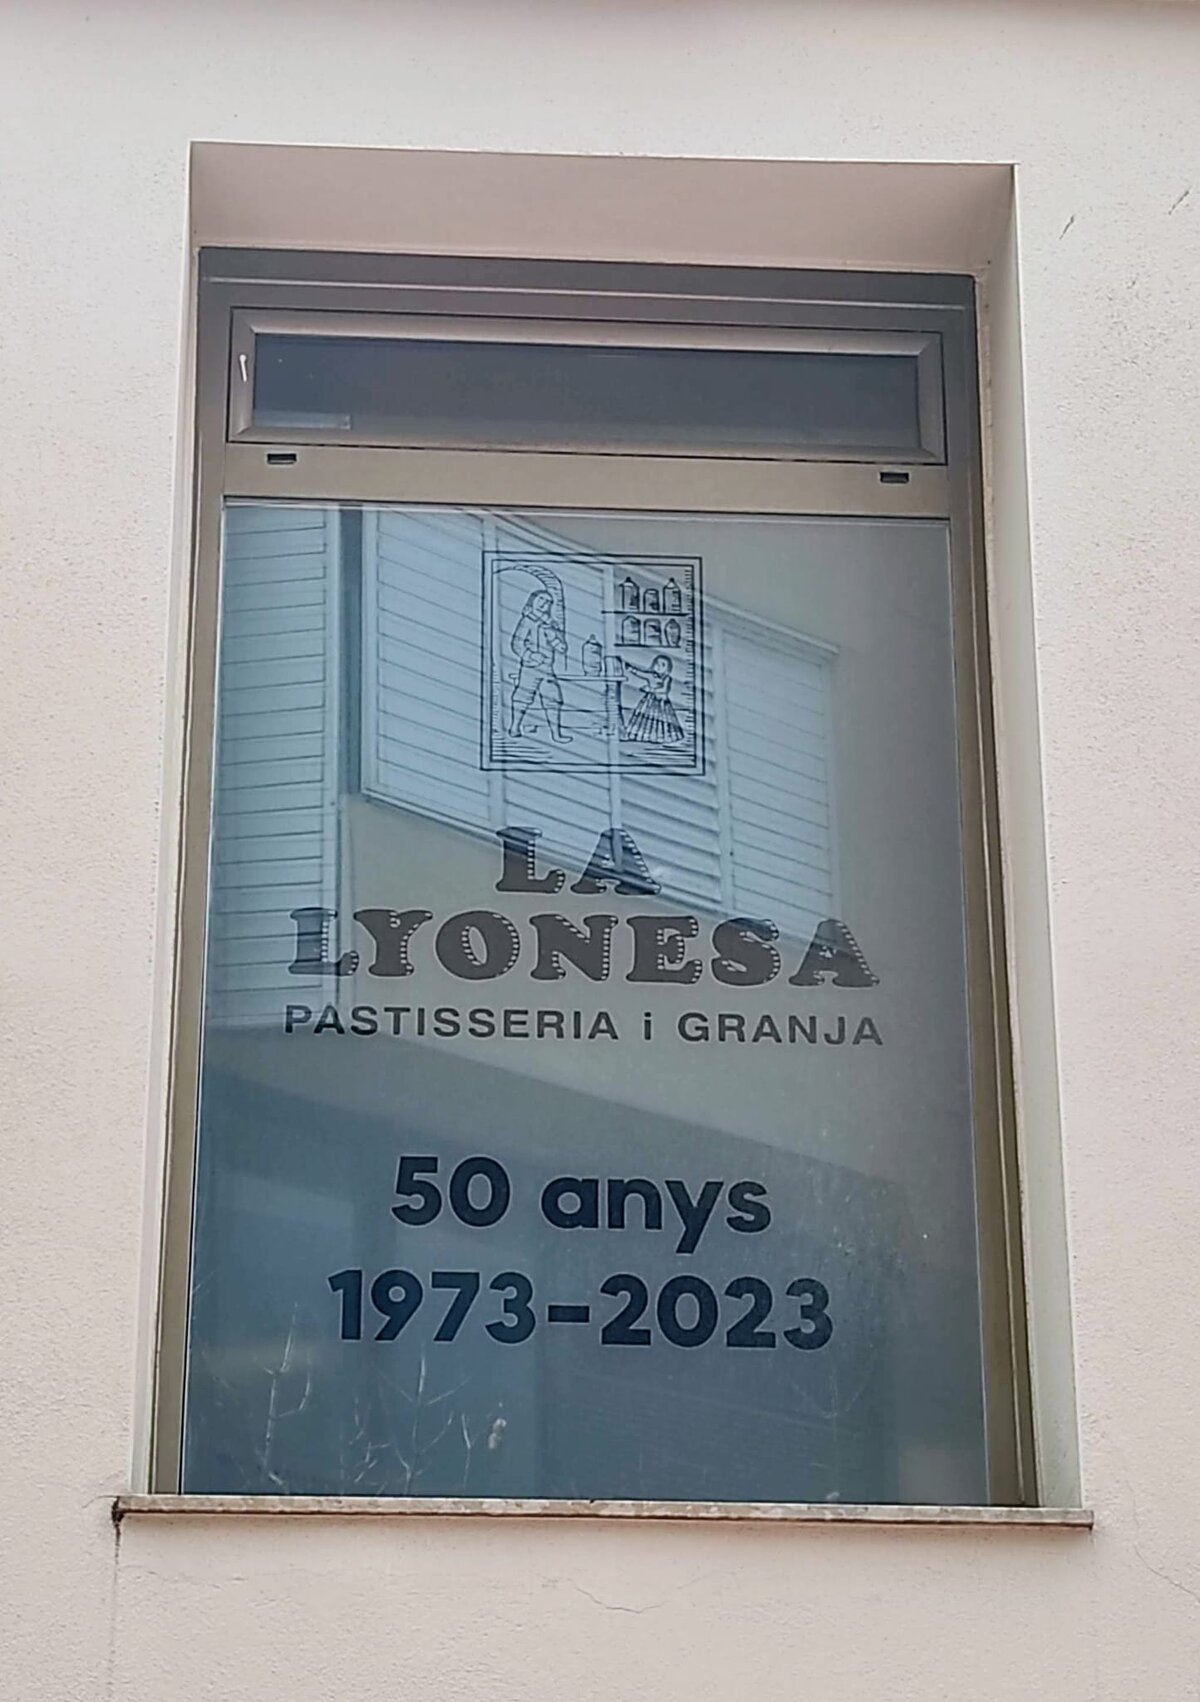 LA
LYONESA
PASTISSERIA i GRANJA
50 anys
1973-2023